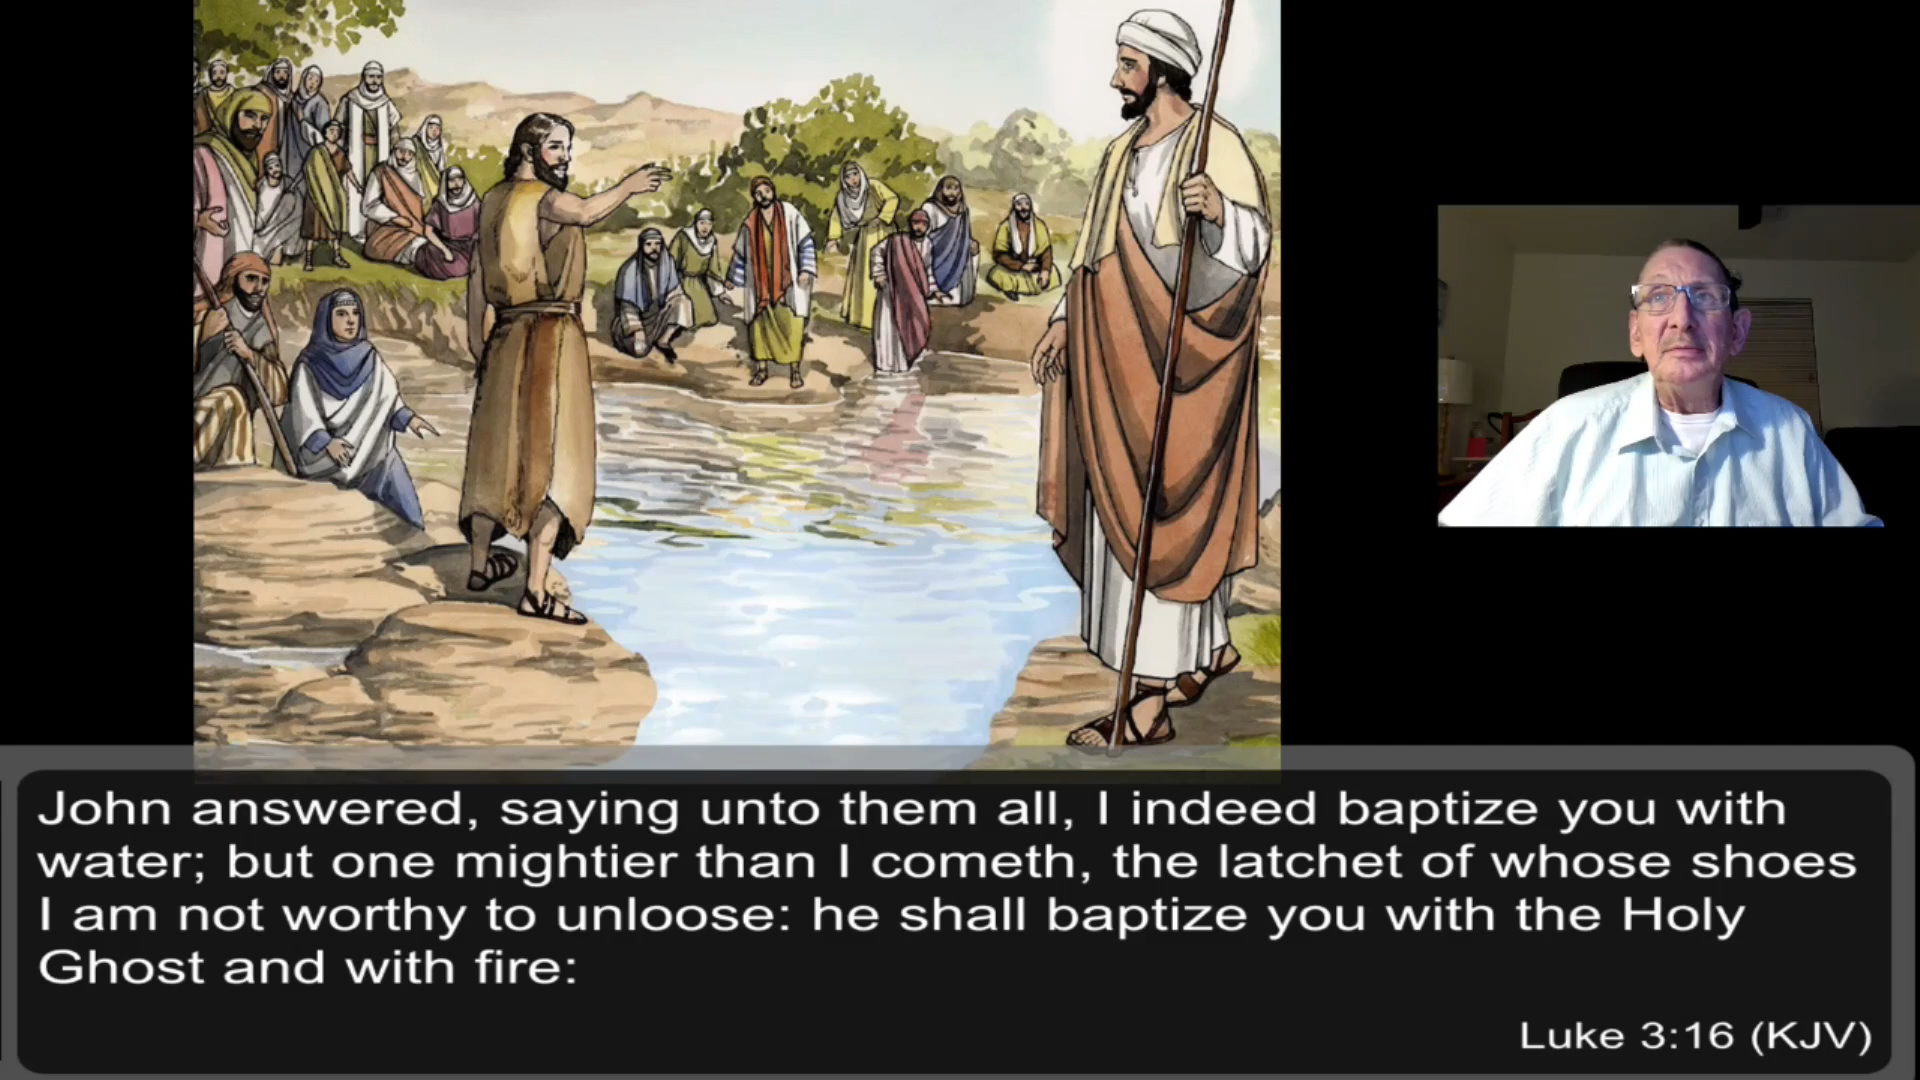 John answered, saying unto them all, I indeed baptize you with
water; but one mightier than I cometh, the latchet of whose shoes
I am not worthy to unloose: he shall baptize you with the Holy
Ghost and with fire:
Luke 3:16 (KJV)